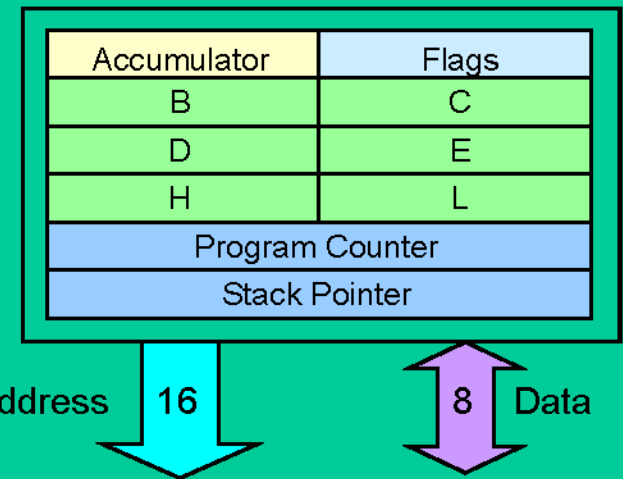 Accumulator Flags
B C
D E
H L
Program Counter
Stack Pointer
ddress 16 8 Data